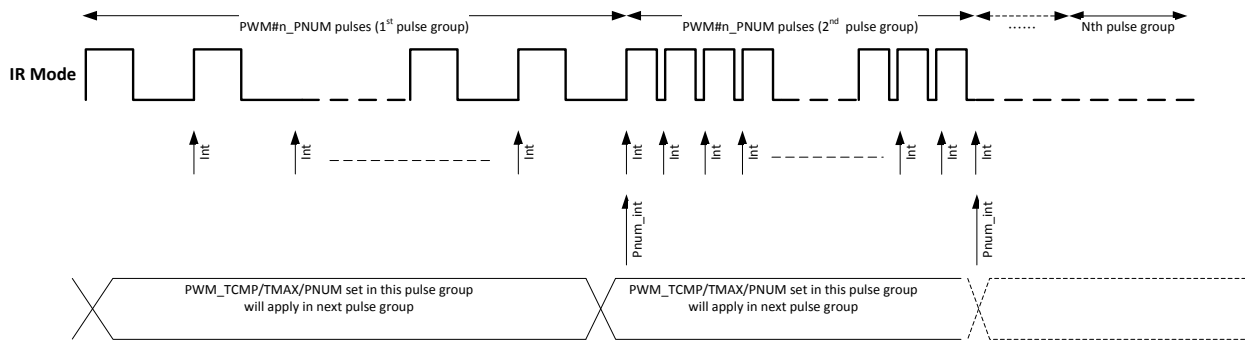 PWM#n_PNUM pulses (1st pulse group)
PWM#n_PNUM pulses (2nd pulse group)
......
Nth pulse group
IR Mode
Int
Int
Int
Int
Int
Int
Int
Int
Int
Int
Pnum_int
Pnum_int
PWM_TCMP/TMAX/PNUM set in this pulse group
will apply in next pulse group
PWM_TCMP/TMAX/PNUM set in this pulse group
will apply in next pulse group